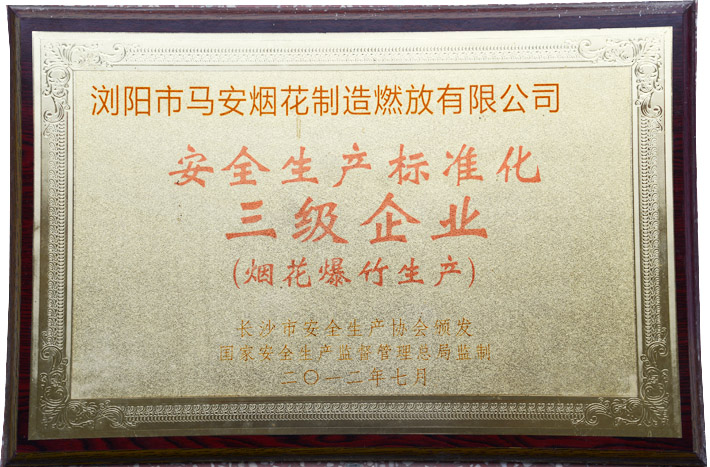 浏阳市马安烟花制造燃放有限公司
安全生产标准化
三级企业
(烟花爆竹生产)
长沙市安全生产协会颁发
国家安全生产监督管理总局监制
二〇一二年七月